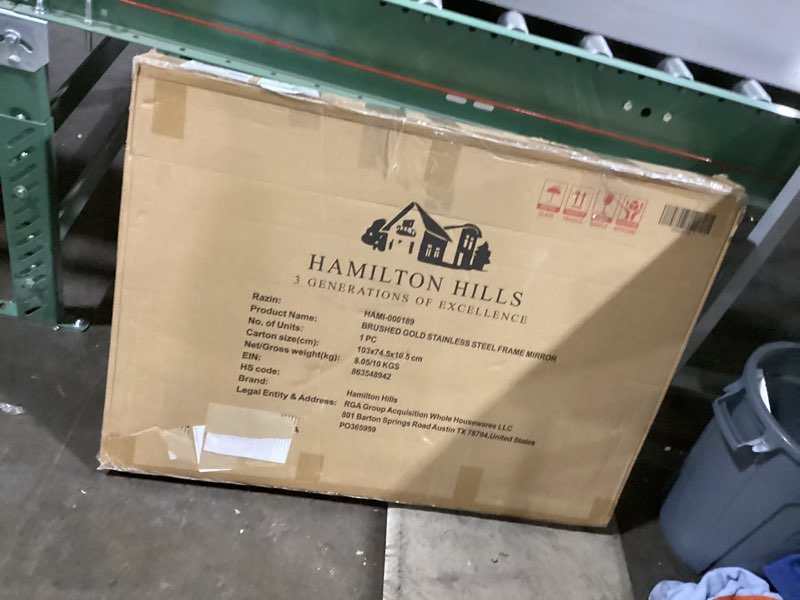 HAMILTON HILLS
3 GENERATIONS OF EXCELLENCE
Razin: HAMI-000189
Product Name: BRUSHED GOLD STAINLESS STEEL FRAME MIRROR
No. of Units: 1 PC
Carton size(cm): 103x74.5x10.5 cm
Net/Gross weight(kg): 8.05/10 KGS
EIN: 863548942
HS code:
Brand: Hamilton Hills
Legal Entity & Address: RGA Group Acquisition Whole Housewares LLC
801 Barton Springs Road Austin TX 78704,United States
PO365959